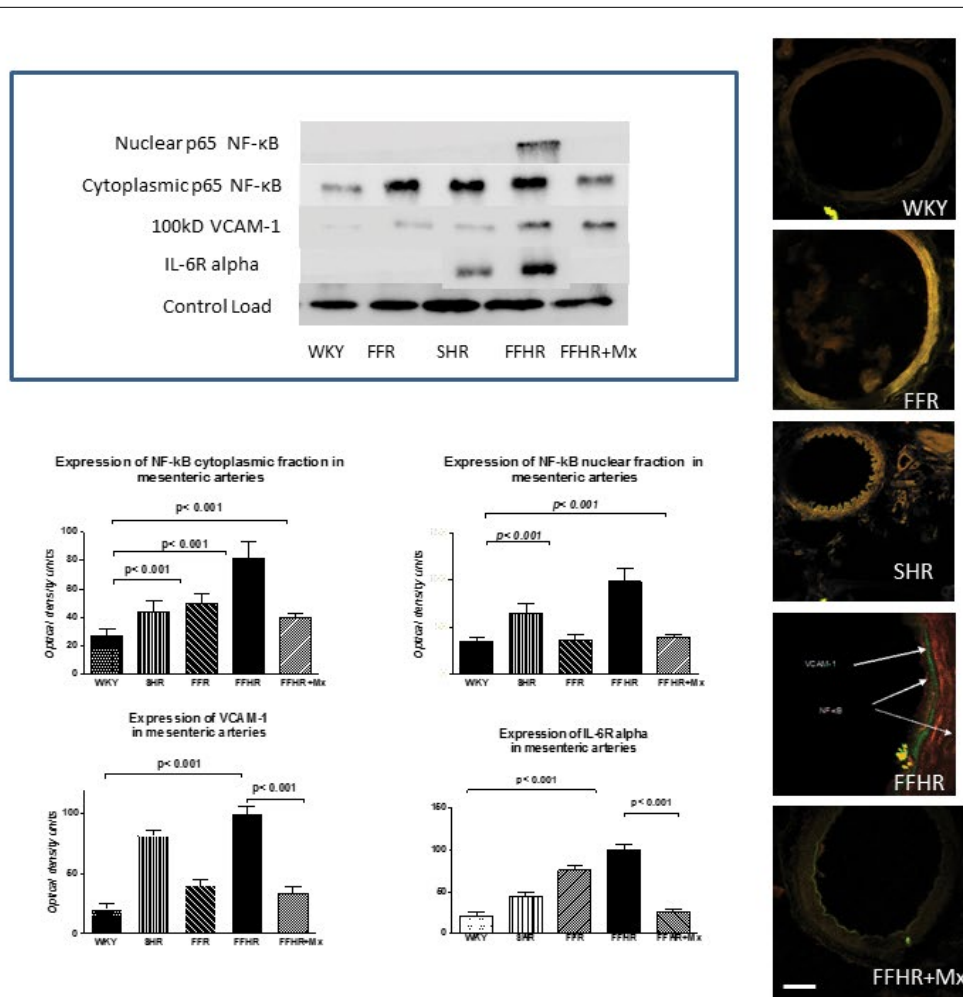 Nuclear p65 NF-κB
Cytoplasmic p65 NF-κB
100kD VCAM-1
IL-6R alpha
Control Load
WKY FFR SHR FFHR FFHR+Mx
WKY
FFR
SHR
VCAM-1
NF-κB
FFHR
FFHR+Mx
Expression of NF-kB cytoplasmic fraction in
mesenteric arteries
p< 0.001
p< 0.001
p< 0.001
Optical density units
100
80
60
40
20
0
WKY SHR FFR FFHR FFHR+Mx
Expression of NF-kB nuclear fraction in
mesenteric arteries
p< 0.001
p< 0.001
Optical density units
WKY SHR FFR FFHR FFHR+Mx
Expression of VCAM-1
in mesenteric arteries
p< 0.001
p< 0.001
Optical density units
100
50
0
WKY SHR FFR FFHR FFHR+Mx
Expression of IL-6R alpha
in mesenteric arteries
p< 0.001
p< 0.001
Optical density units
150
100
50
0
WKY SHR FFR FFHR FFHR+Mx